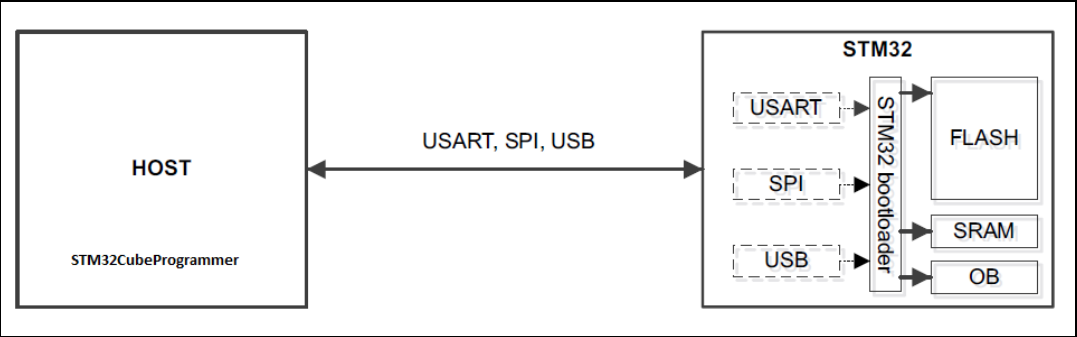 HOST
STM32CubeProgrammer
USART, SPI, USB
STM32
USART
SPI
USB
STM32 bootloader
FLASH
SRAM
OB